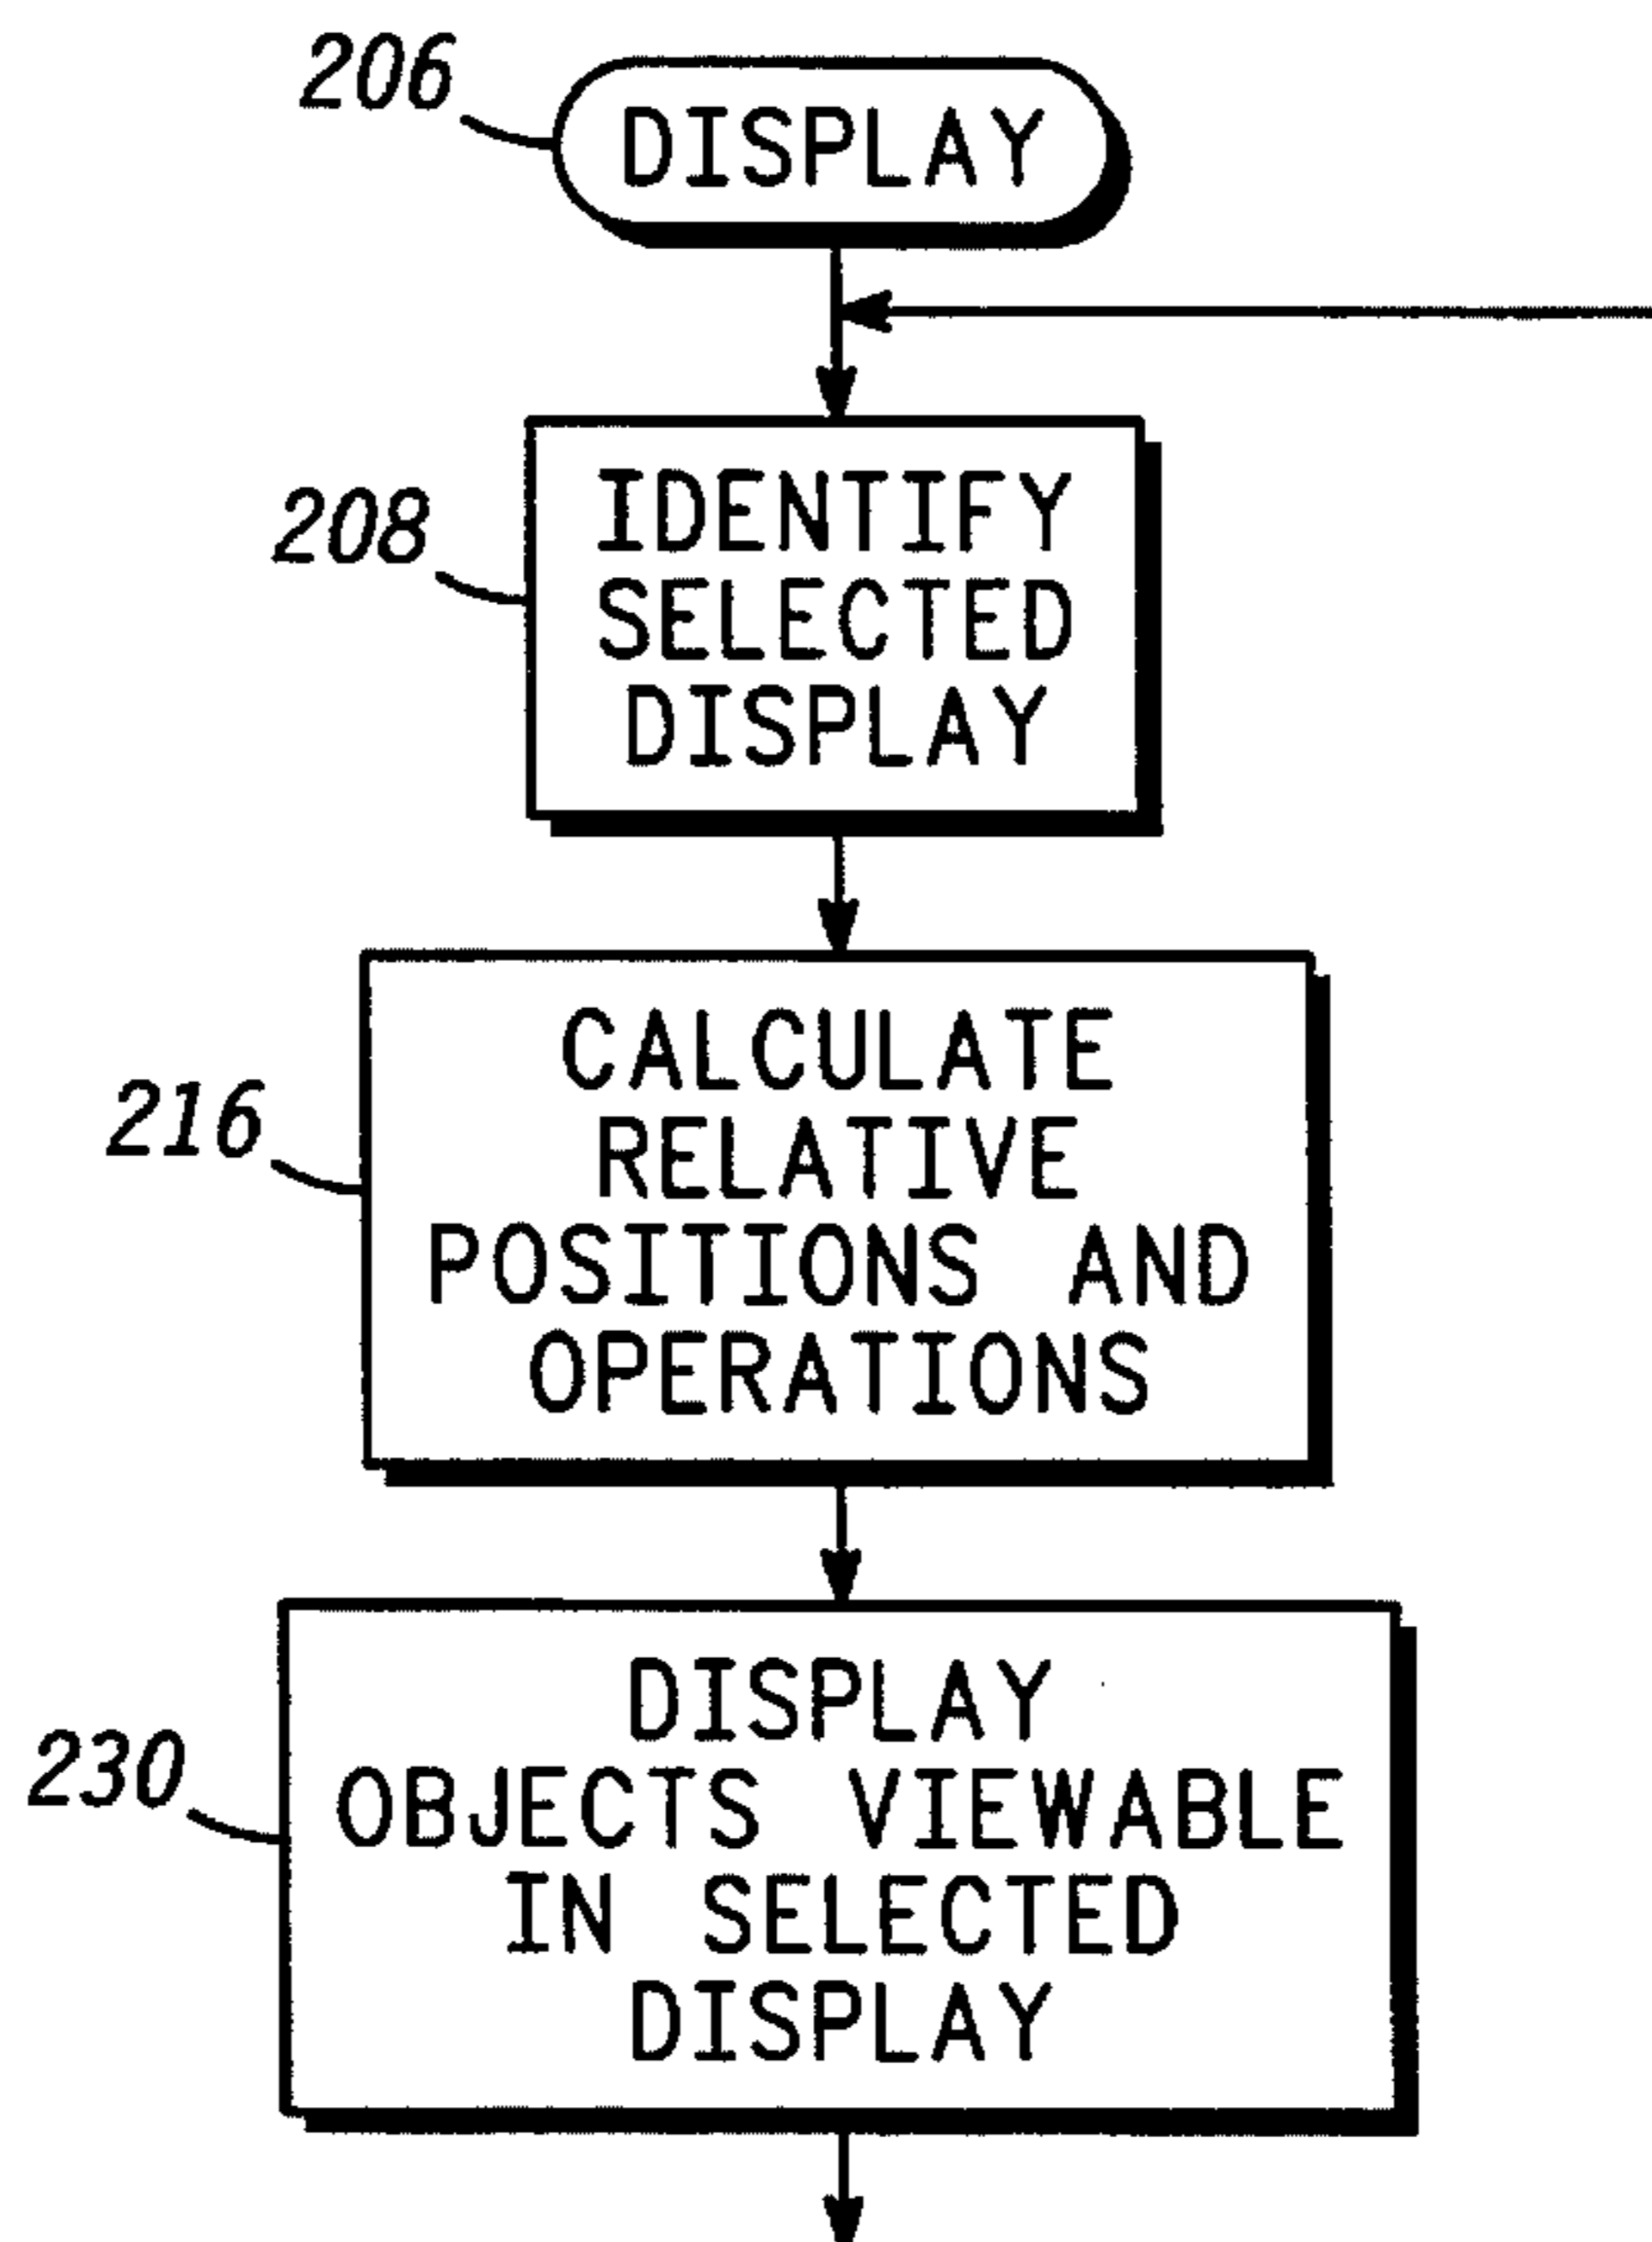 206
DISPLAY
208
IDENTIFY
SELECTED
DISPLAY
216
CALCULATE
RELATIVE
POSITIONS AND
OPERATIONS
230
DISPLAY
OBJECTS VIEWABLE
IN SELECTED
DISPLAY